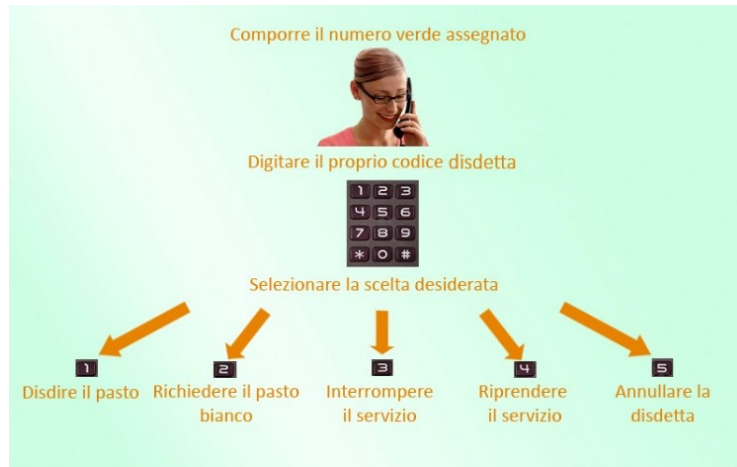 Comporre il numero verde assegnato
Digitare il proprio codice disdetta
1 2 3
4 5 6
7 8 9
* 0 #
Selezionare la scelta desiderata
1 2 3 4 5
Disdire il pasto Richiedere il pasto Interrompere Riprendere Annullare la
bianco il servizio il servizio disdetta